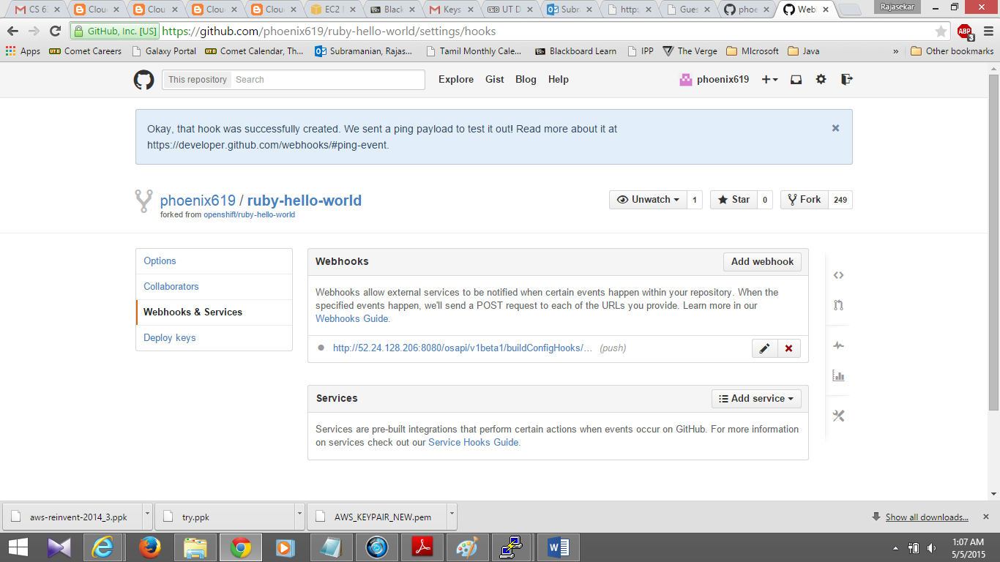 CS 6
Clou
Clou
Clou
Clou
EC2
Blac
Keys
UTD UT D
Subr
http
Gues
phoe
Web
Rajasekar
GitHub, Inc. [US] https://github.com/phoenix619/ruby-hello-world/settings/hooks
ABP 3
Apps Comet Careers Galaxy Portal Comet Calendar, Th... Subramanian, Rajas... Tamil Monthly Cale... Bb Blackboard Learn IPP The Verge MIcrosoft Java » Other bookmarks
This repository Search Explore Gist Blog Help phoenix619
Okay, that hook was successfully created. We sent a ping payload to test it out! Read more about it at
https://developer.github.com/webhooks/#ping-event.
phoenix619 / ruby-hello-world
forked from openshift/ruby-hello-world
Unwatch 1 Star 0 Fork 249
Options
Collaborators
Webhooks & Services
Deploy keys
Webhooks Add webhook
Webhooks allow external services to be notified when certain events happen within your repository. When the
specified events happen, we'll send a POST request to each of the URLs you provide. Learn more in our
Webhooks Guide.
http://52.24.128.206:8080/osapi/v1beta1/buildConfigHooks/... (push)
Services Add service
Services are pre-built integrations that perform certain actions when events occur on GitHub. For more information
on services check out our Service Hooks Guide.
aws-reinvent-2014_3.ppk try.ppk AWS_KEYPAIR_NEW.pem Show all downloads...
1:07 AM
5/5/2015